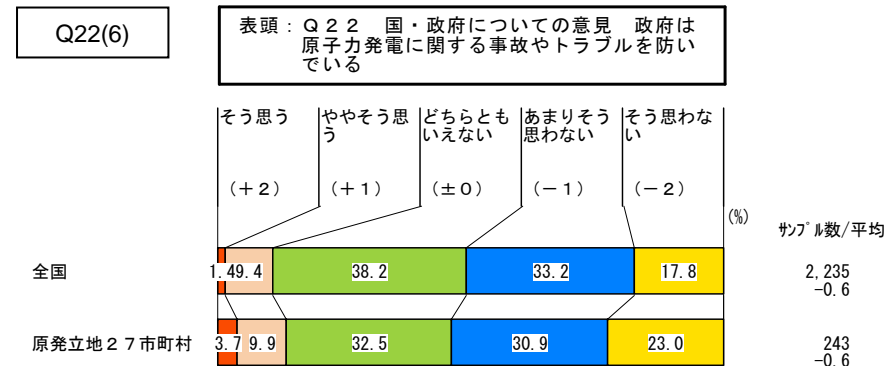 Q22(6)
表頭：Ｑ２２　国・政府についての意見　政府は
原子力発電に関する事故やトラブルを防い
でいる
そう思う ややそう思 どちらとも あまりそう そう思わな
う いえない 思わない い
（＋２） （＋１） （±０） （－１） （－２）
(%)
ｻﾝﾌﾟﾙ数/平均
全国 1.4 9.4 38.2 33.2 17.8 2,235
-0.6
原発立地２７市町村 3.7 9.9 32.5 30.9 23.0 243
-0.6